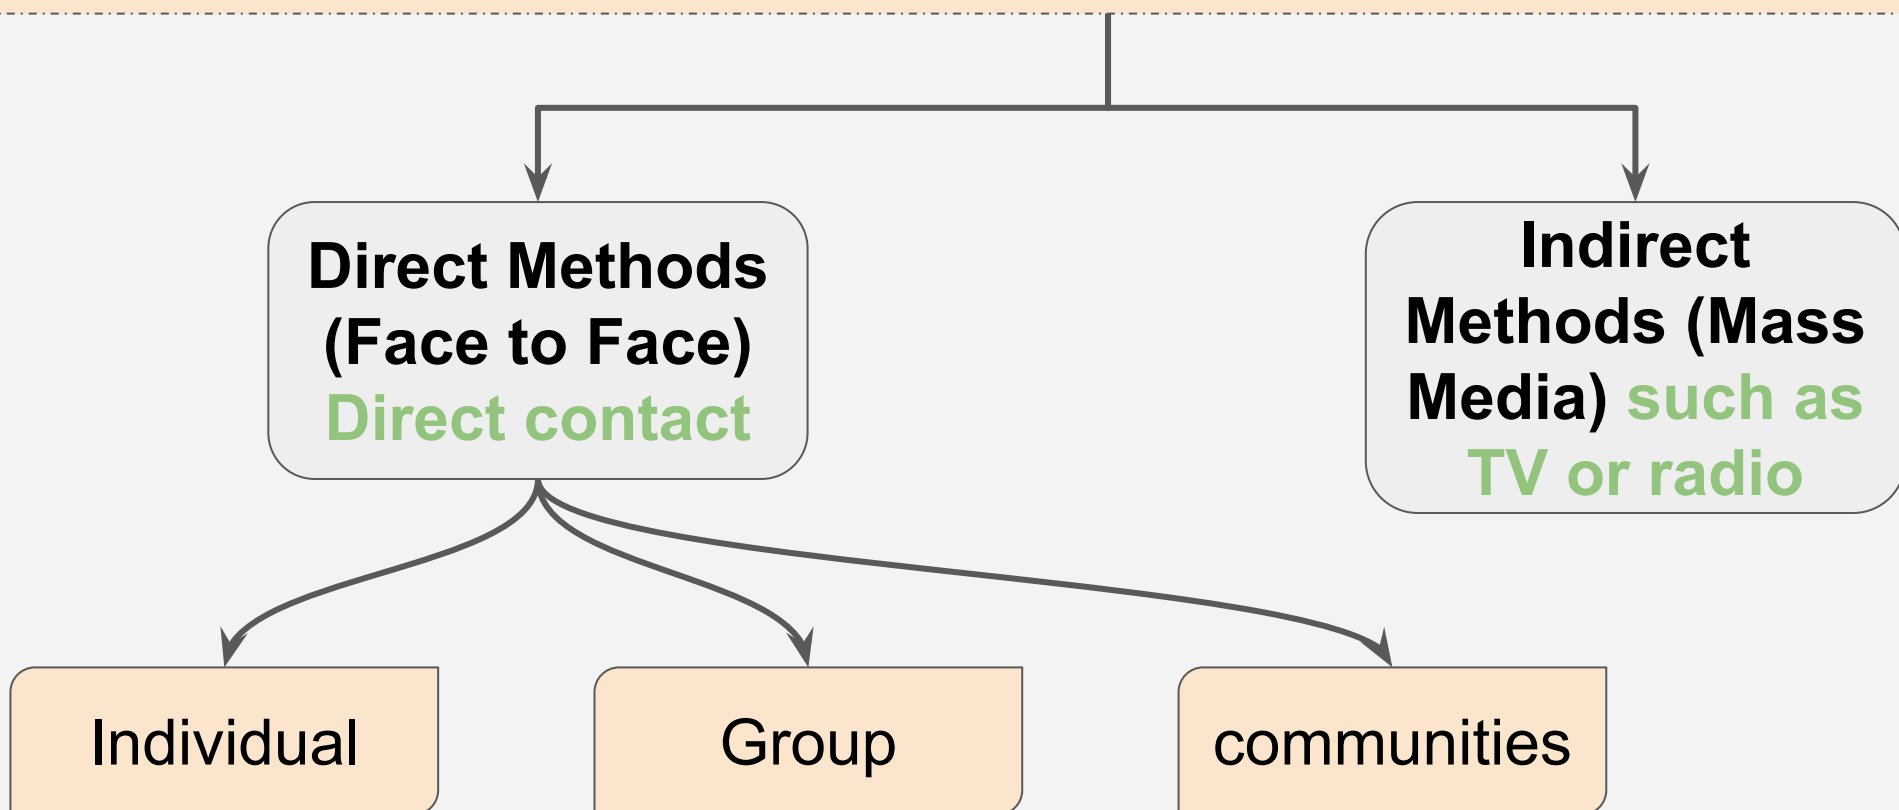 Direct Methods
(Face to Face)
Direct contact
Indirect
Methods (Mass
Media) such as
TV or radio
Individual
Group
communities